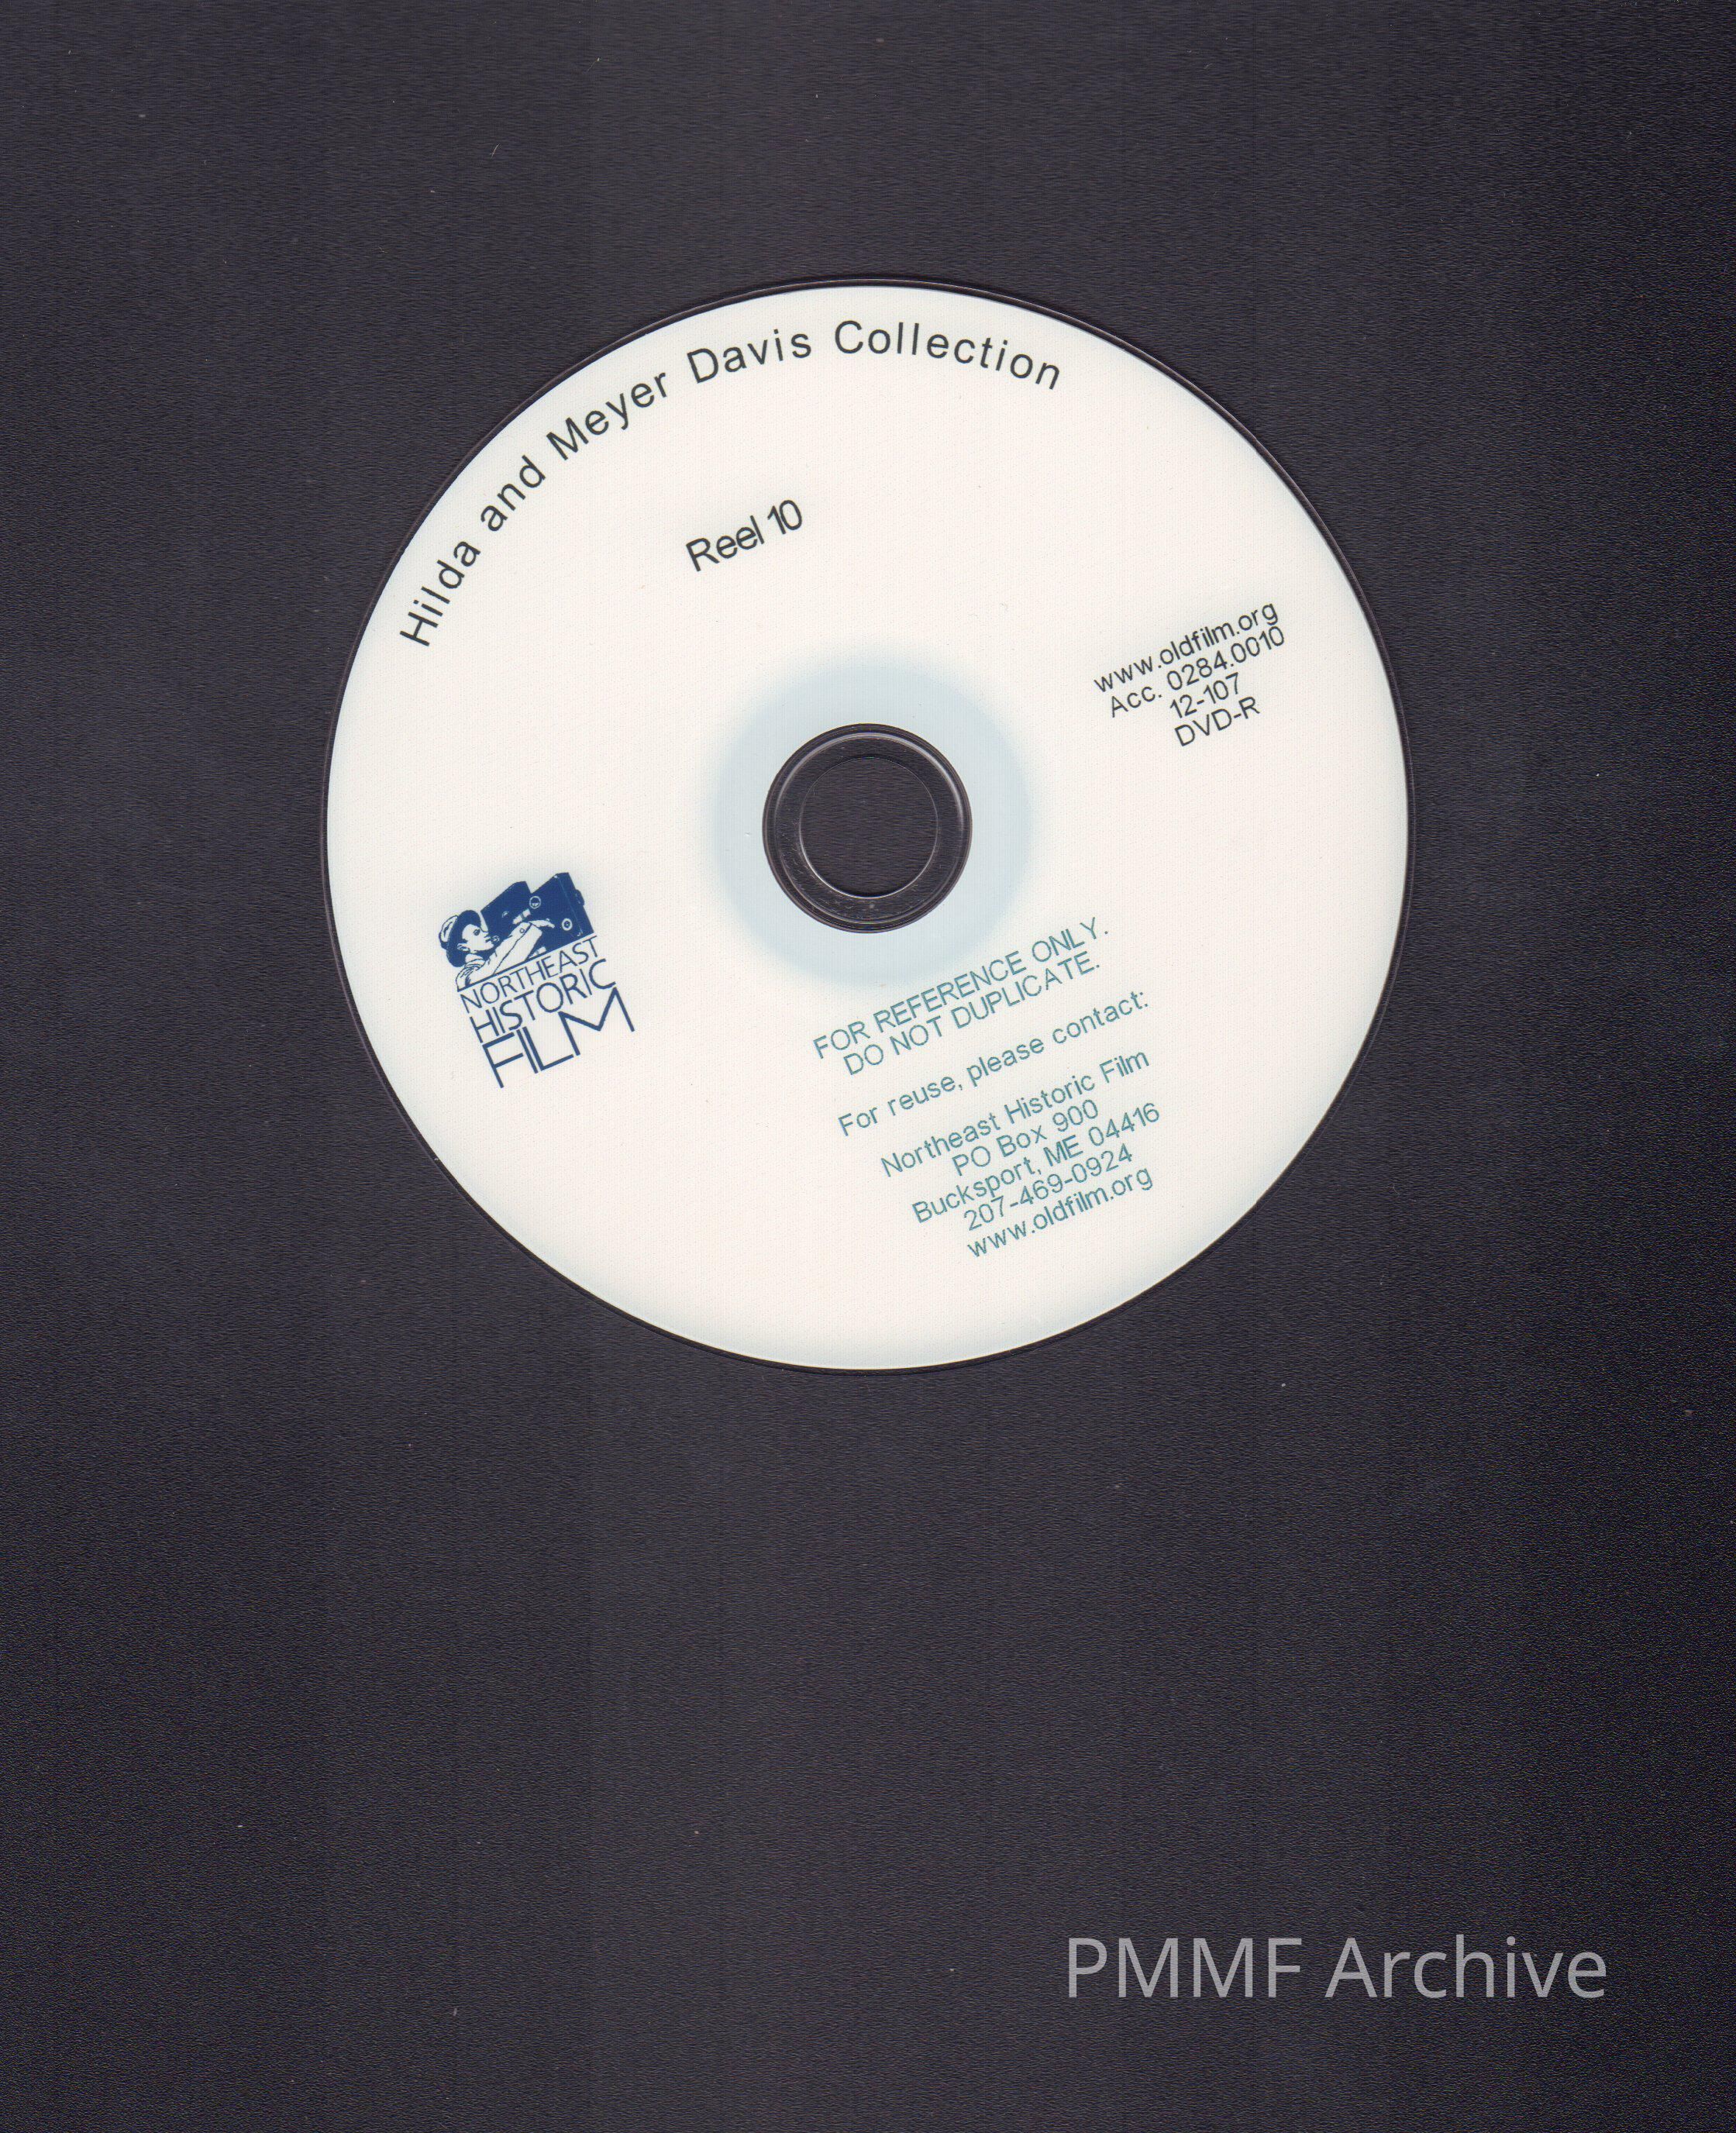 Hilda and Meyer Davis Collection
Reel 10
www.oldfilm.org
Acc. 0284.0010
12-107
DVD-R
NORTHEAST
HISTORIC
FILM
FOR REFERENCE ONLY.
DO NOT DUPLICATE.
For reuse, please contact:
Northeast Historic Film
PO Box 900
Bucksport, ME 04416
207-469-0924
www.oldfilm.org
PMMF Archive